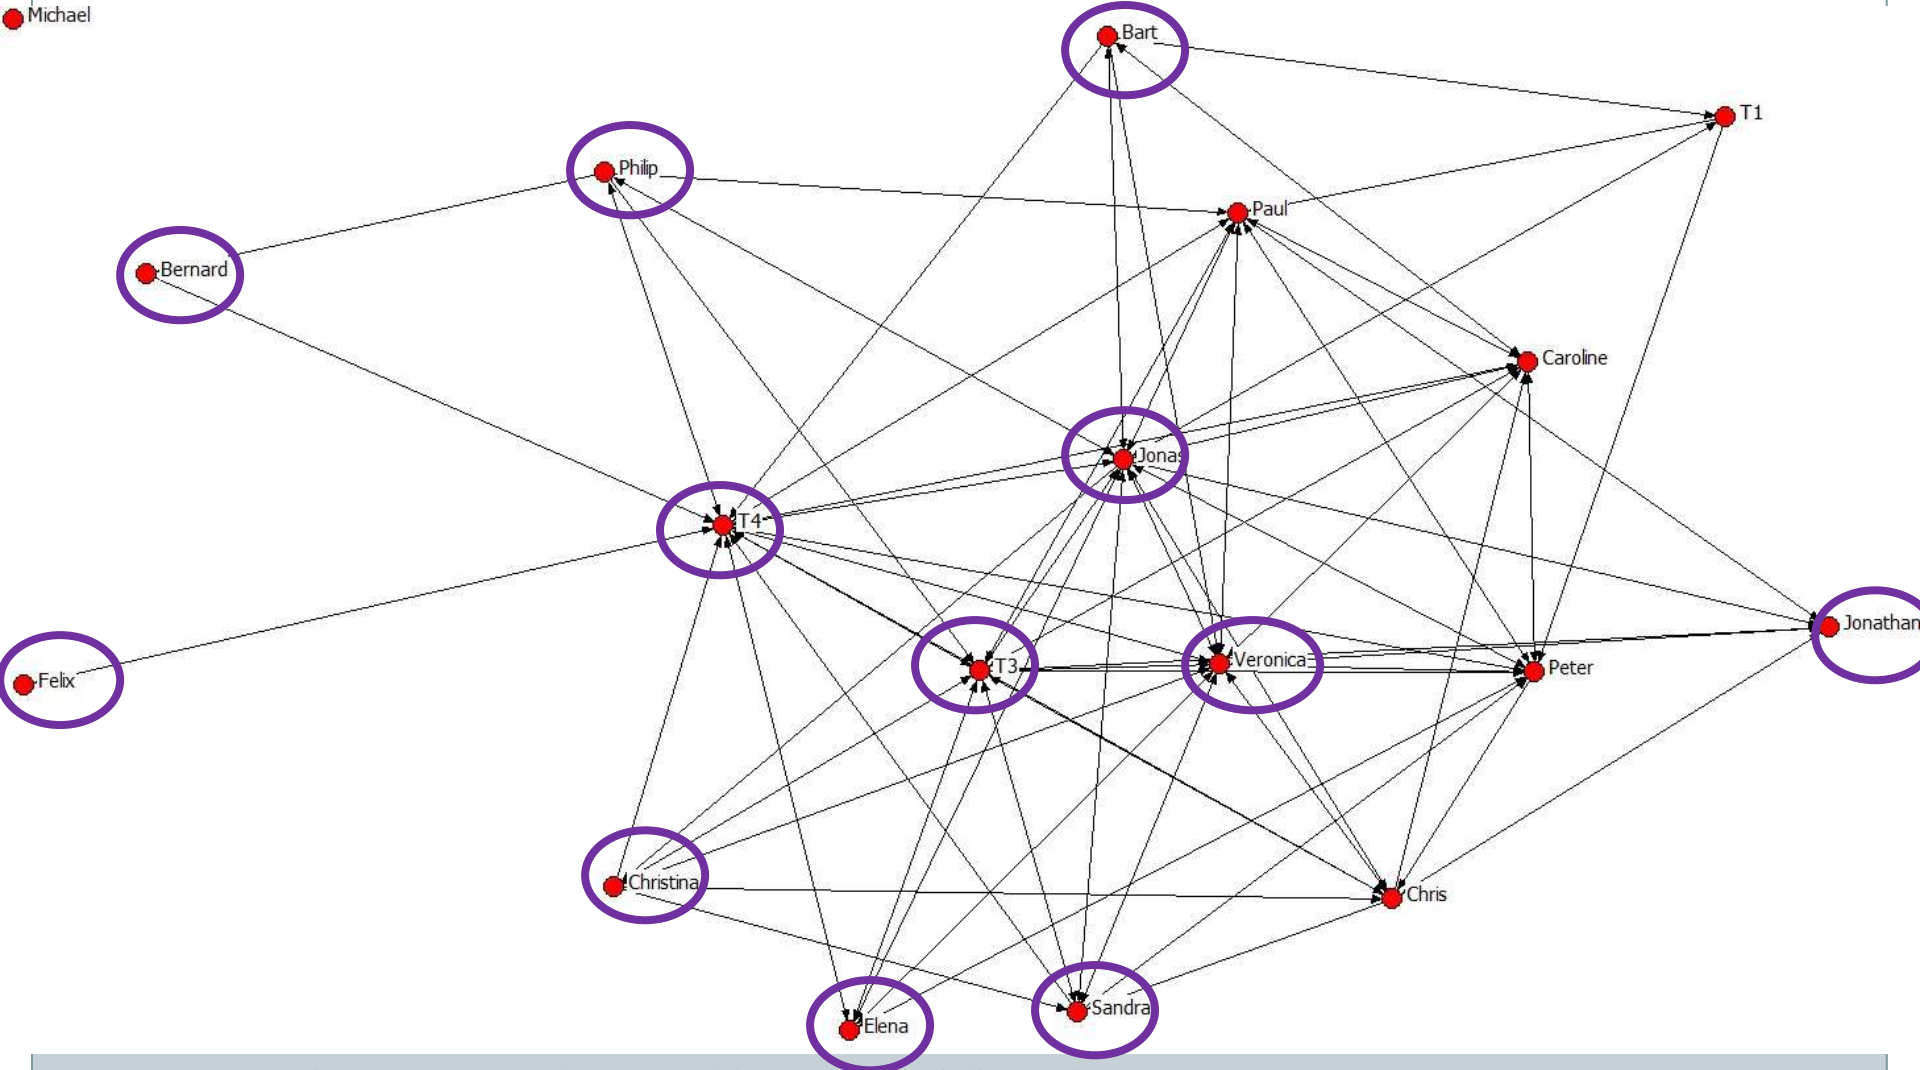 Michael
Bart
T1
Philip
Paul
Bernard
Caroline
Jonas
T4
Jonathan
T3
Veronica
Peter
Felix
Christina
Chris
Sandra
Elena